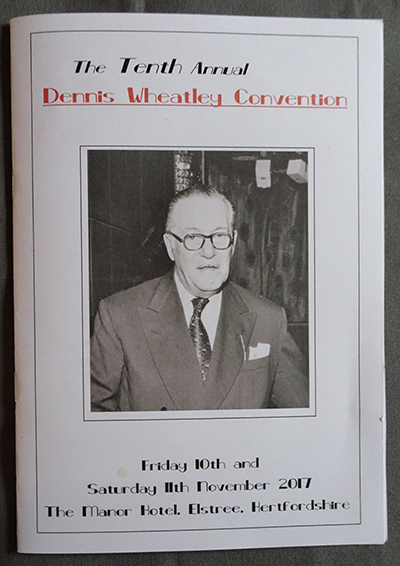 The Tenth Annual
Dennis Wheatley Convention
Friday 10th and
Saturday 11th November 2017
The Manor Hotel, Elstree, Hertfordshire